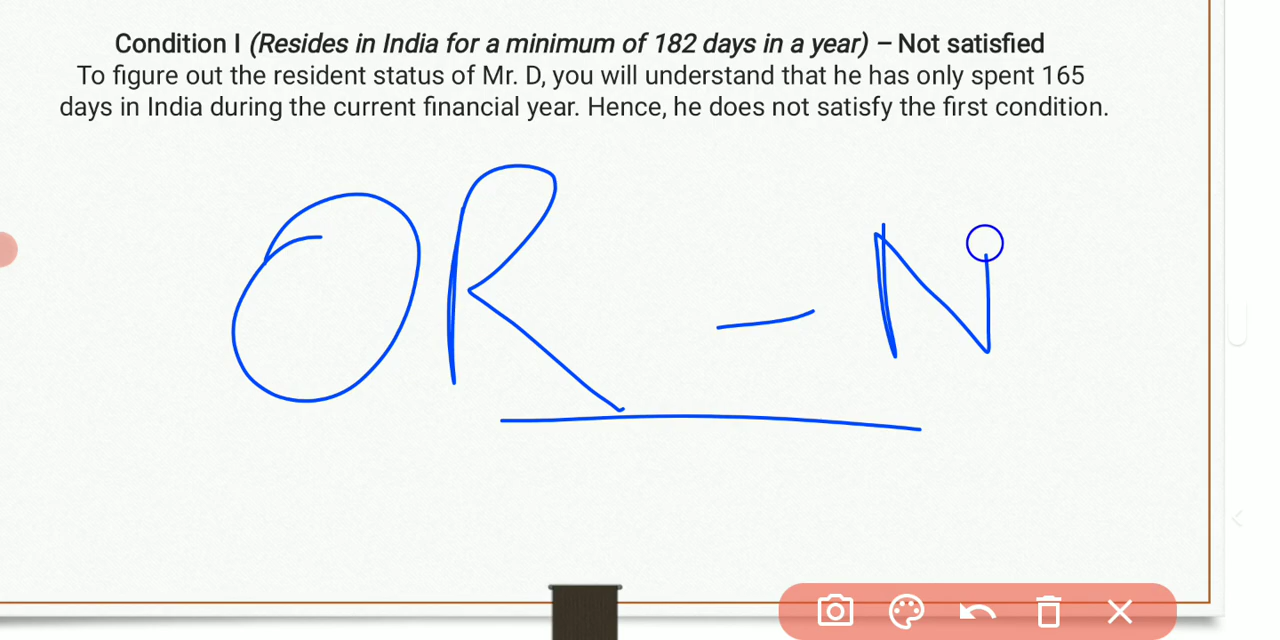 Condition I (Resides in India for a minimum of 182 days in a year) – Not satisfied
To figure out the resident status of Mr. D, you will understand that he has only spent 165
days in India during the current financial year. Hence, he does not satisfy the first condition.
OR – N